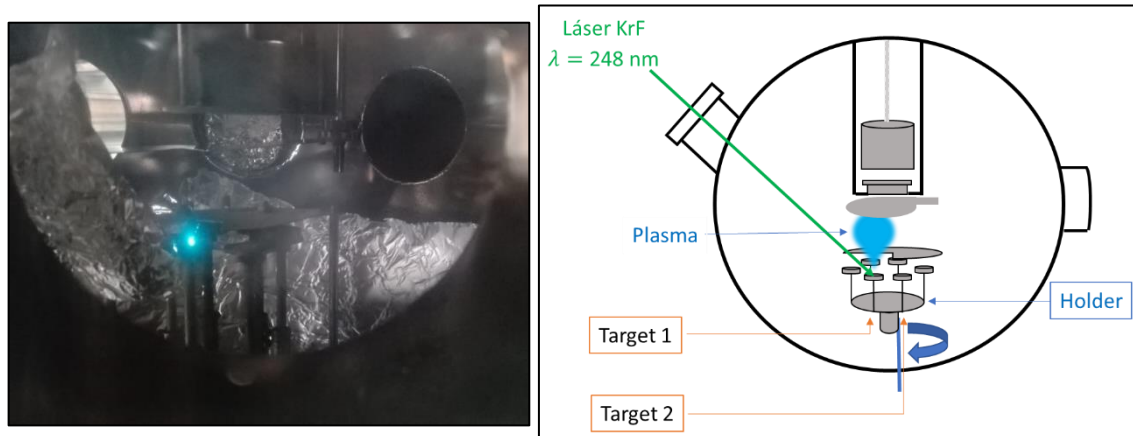 Láser KrF
λ = 248 nm
Plasma
Holder
Target 1
Target 2